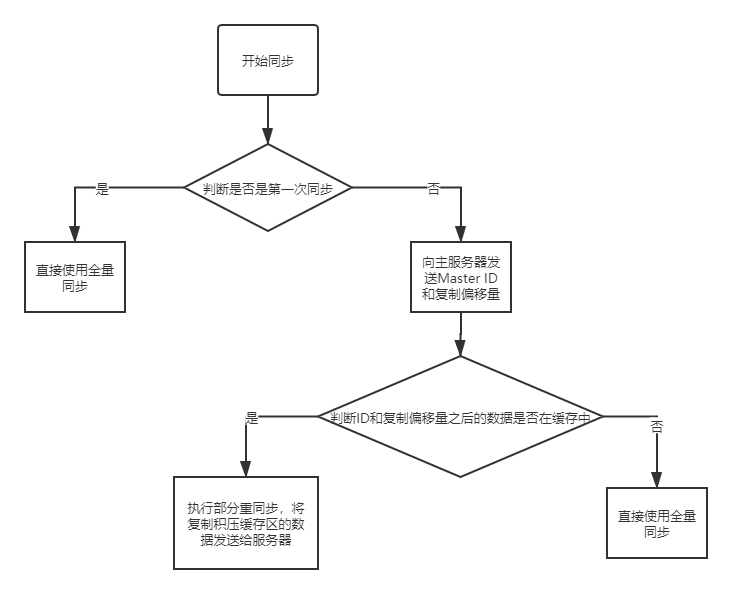 开始同步
判断是否是第一次同步
是
否
直接使用全量
同步
向主服务器发
送Master ID
和复制偏移量
判断ID和复制偏移量之后的数据是否在缓存中
是
否
执行部分重同步，将
复制积压缓存区的数
据发送给服务器
直接使用全量
同步